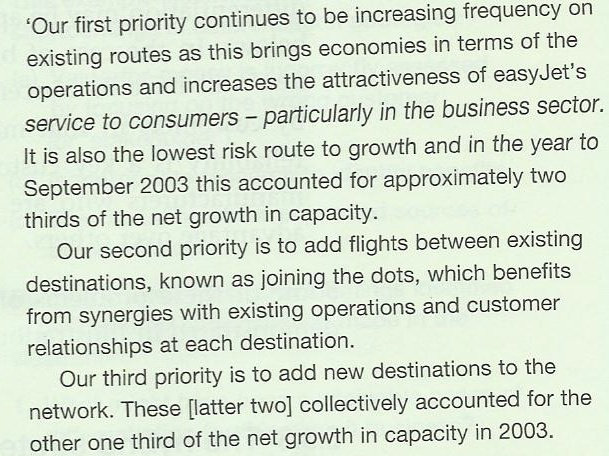 ‘Our first priority continues to be increasing frequency on
existing routes as this brings economies in terms of the
operations and increases the attractiveness of easyJet’s
service to consumers – particularly in the business sector.
It is also the lowest risk route to growth and in the year to
September 2003 this accounted for approximately two
thirds of the net growth in capacity.
Our second priority is to add flights between existing
destinations, known as joining the dots, which benefits
from synergies with existing operations and customer
relationships at each destination.
Our third priority is to add new destinations to the
network. These [latter two] collectively accounted for the
other one third of the net growth in capacity in 2003.